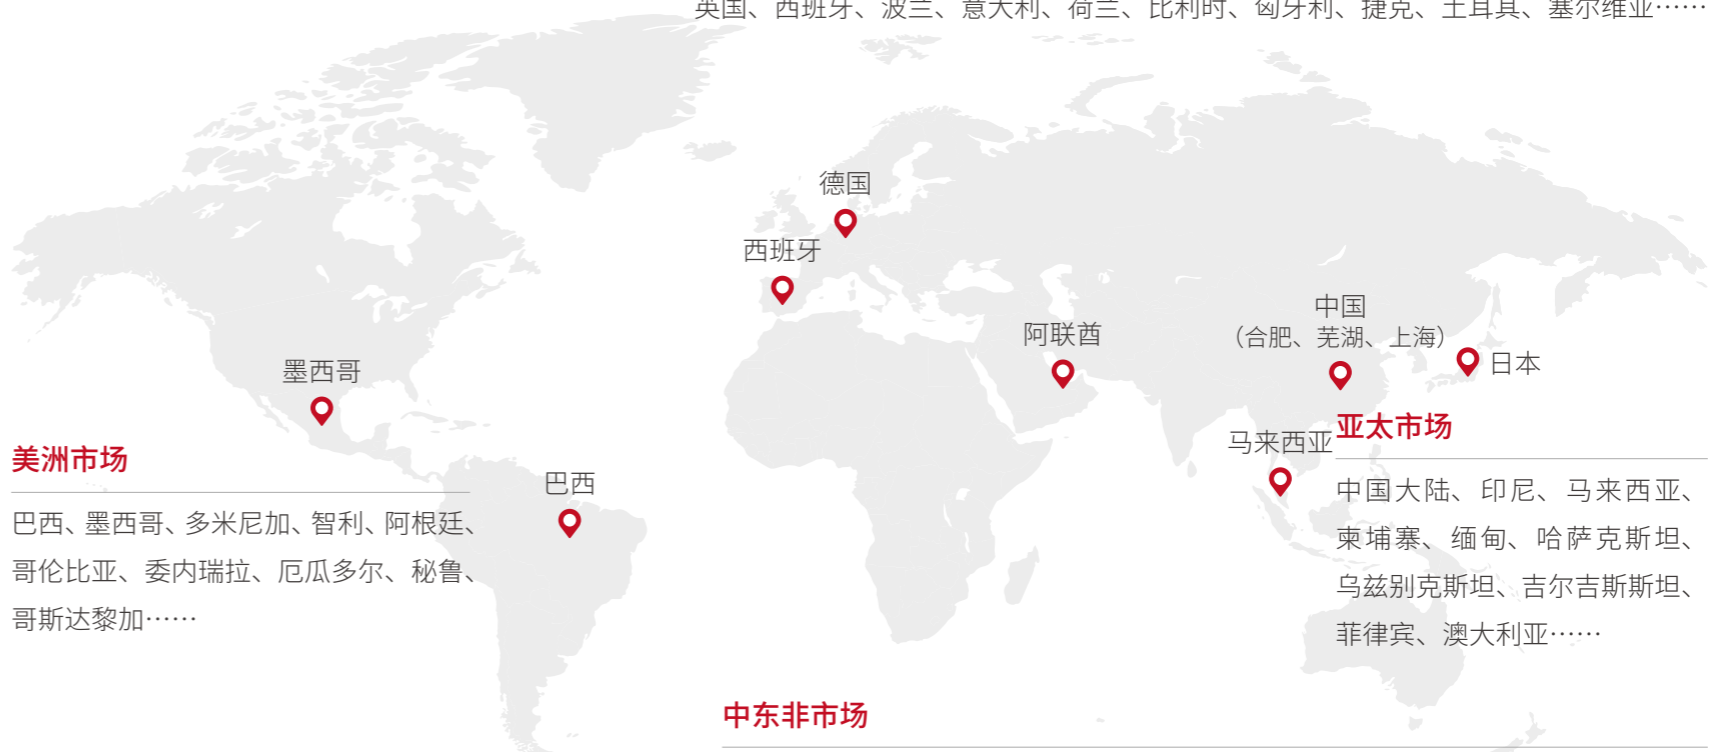 英国、西班牙、波兰、意大利、荷兰、比利时、匈牙利、捷克、土耳其、塞尔维亚……
德国
西班牙
中国
（合肥、芜湖、上海）
阿联酋
日本
墨西哥
亚太市场
马来西亚
美洲市场
巴西
中国大陆、印尼、马来西亚、
柬埔寨、缅甸、哈萨克斯坦、
乌兹别克斯坦、吉尔吉斯斯坦、
菲律宾、澳大利亚……
巴西、墨西哥、多米尼加、智利、阿根廷、
哥伦比亚、委内瑞拉、厄瓜多尔、秘鲁、
哥斯达黎加……
中东非市场